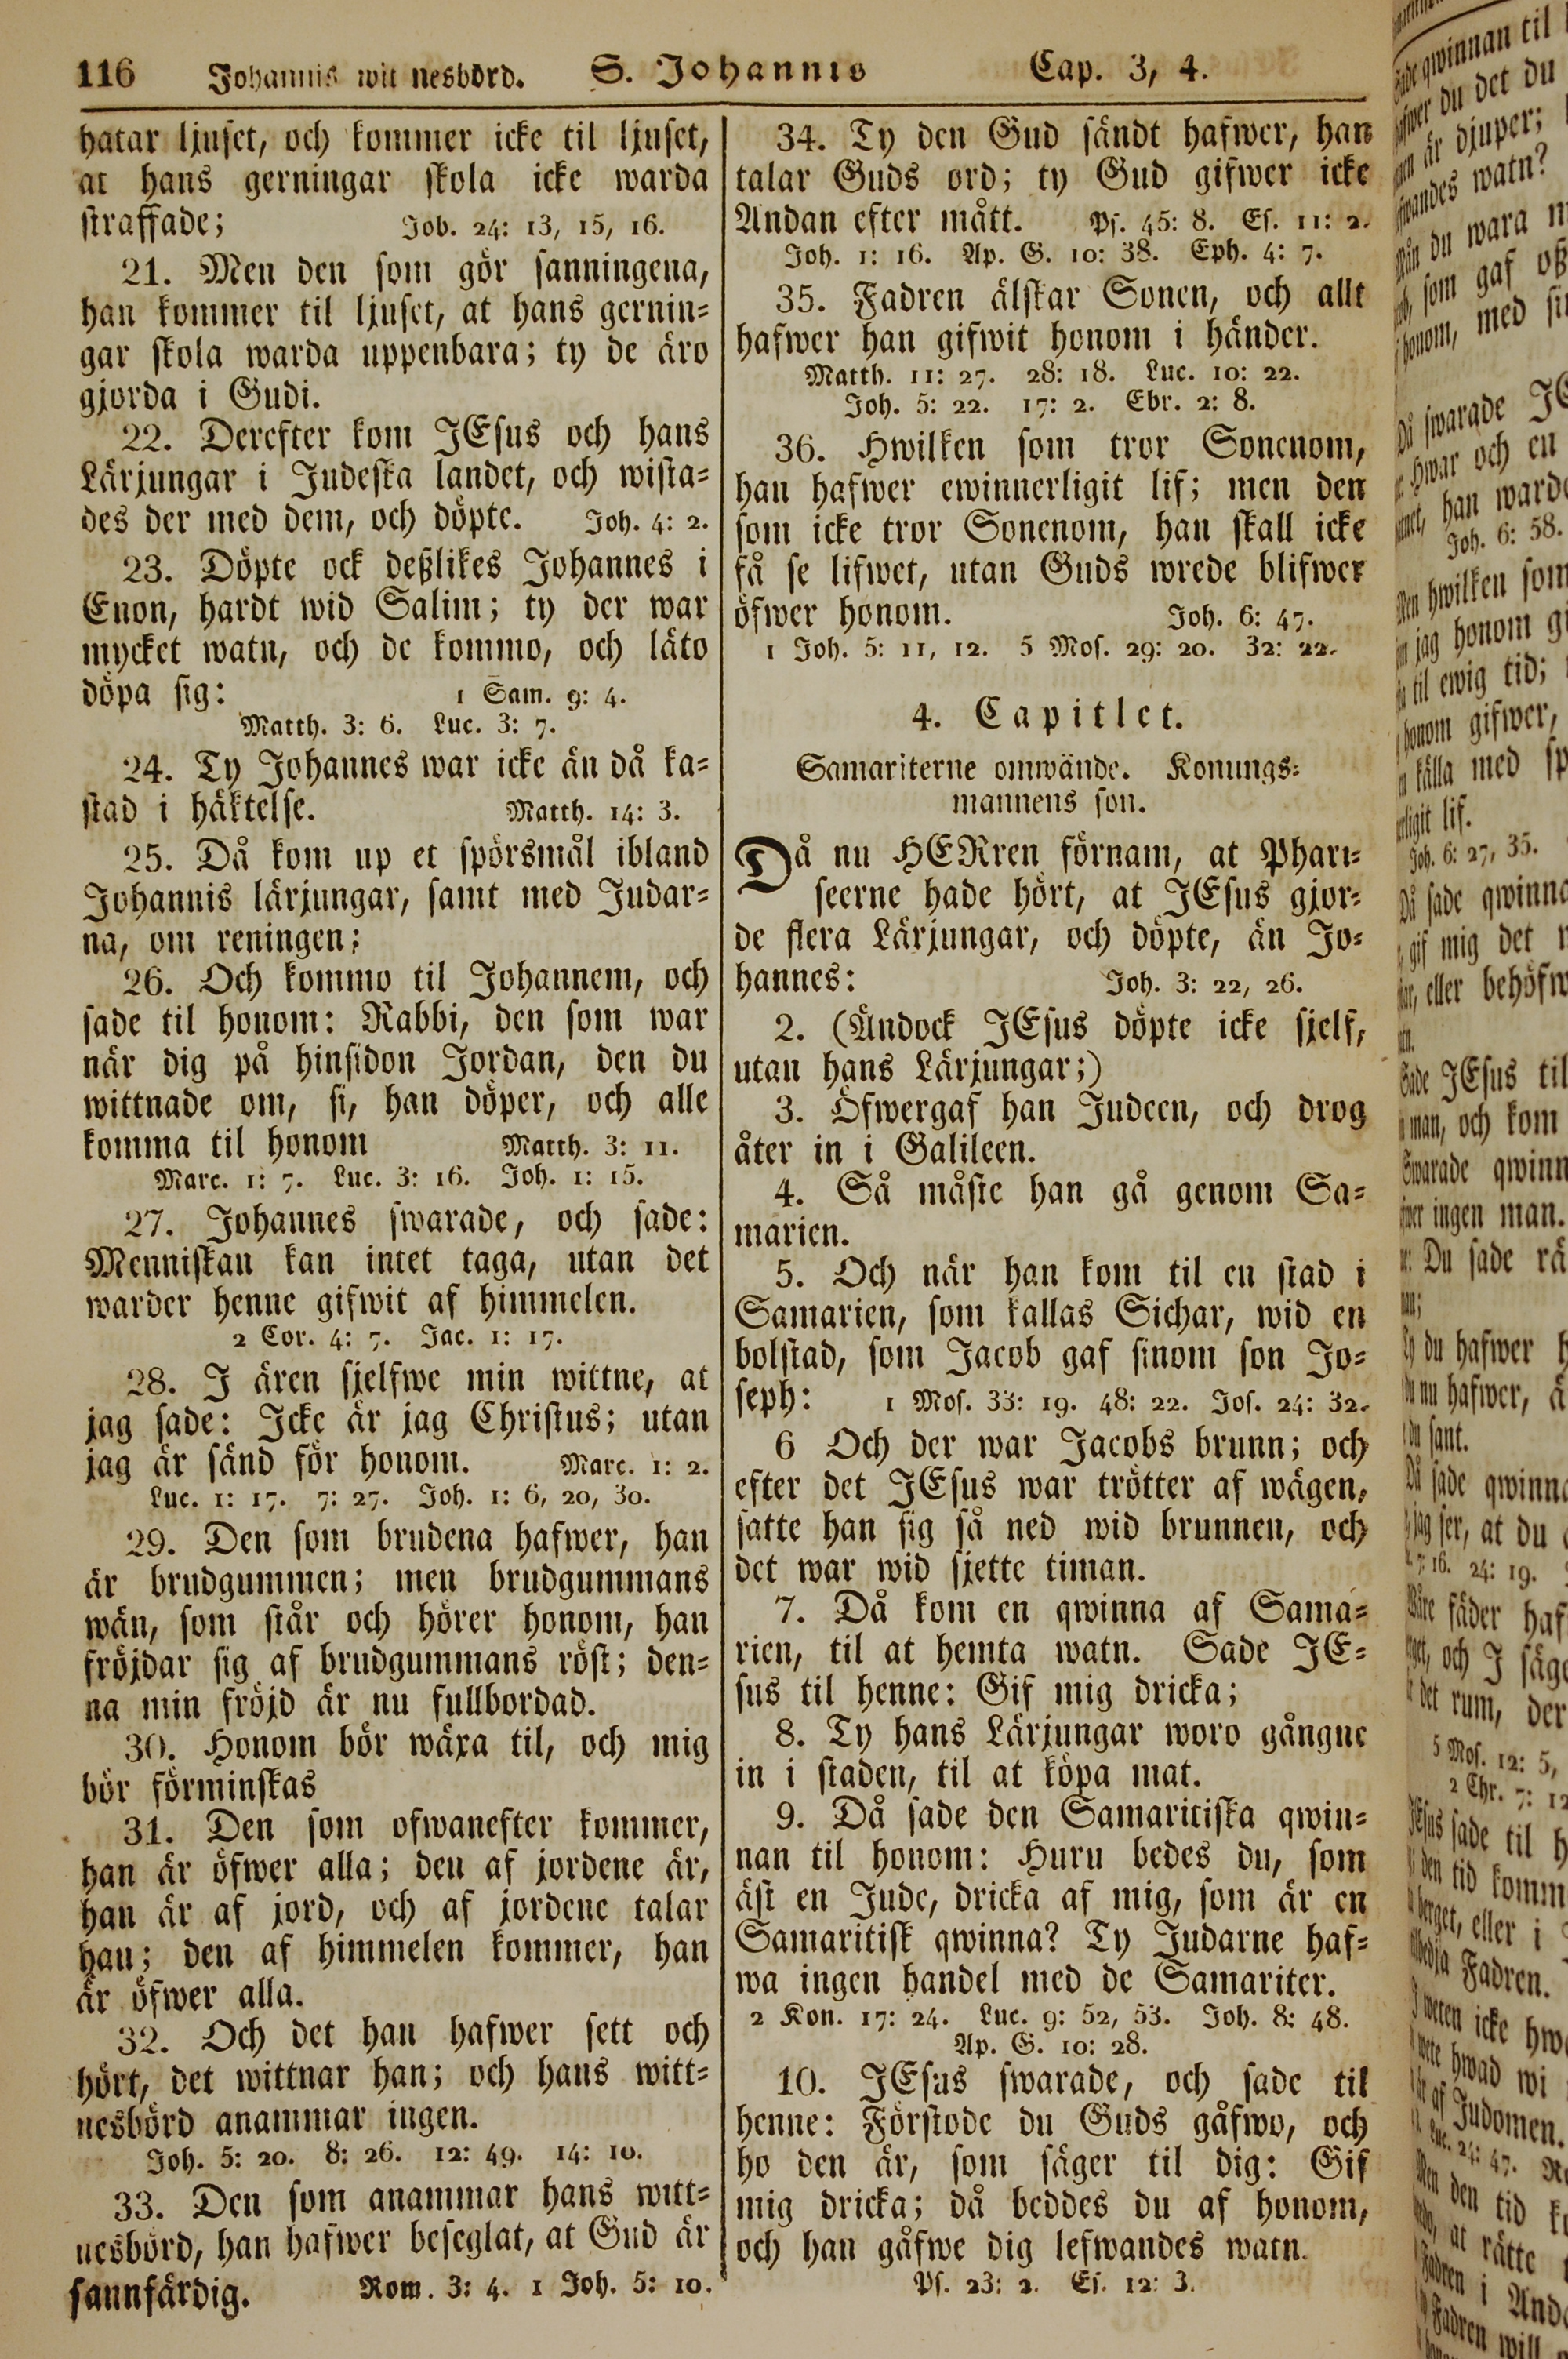 116 Johannis wit nesbörd. S. Johannis Cap. 3, 4.
hatar ljuset, och kommer icke til ljuset,
at hans gerningar skola icke warda
straffade; Job. 24: 13, 15, 16.
21. Men den som gör sanningena,
han kommer til ljuset, at hans gernin⸗
gar skola warda uppenbara; ty de äro
gjorda i Gudi.
22. Derefter kom JEsus och hans
Lärjungar i Judeska landet, och wista⸗
des der med dem, och döpte. Joh. 4: 2.
23. Döpte ock deßlikes Johannes i
Enon, hardt wid Salim; ty der war
mycket watn, och de kommo, och läto
döpa sig: 1 Sam. 9: 4.
Matth. 3: 6. Luc. 3: 7.
24. Ty Johannes war icke än då ka⸗
stad i häktelse. Matth. 14: 3.
25. Då kom up et spörsmål ibland
Johannis lärjungar, samt med Judar⸗
na, om reningen;
26. Och kommo til Johannem, och
sade til honom: Rabbi, den som war
när dig på hinsidon Jordan, den du
wittnade om, si, han döper, och alle
komma til honom Matth. 3: 11.
Marc. 1: 7. Luc. 3: 16. Joh. 1: 15.
27. Johannes swarade, och sade:
Menniskan kan intet taga, utan det
warder henne gifwit af himmelen.
2 Cor. 4: 7. Jac. 1: 17.
28. J ären sjelfwe min wittne, at
jag sade: Icke är jag Christus; utan
jag är sänd för honom. Marc. 1: 2.
Luc. 1: 17. 7: 27. Joh. 1: 6, 20, 30.
29. Den som brudena hafwer, han
är brudgummen; men brudgummans
wän, som står och hörer honom, han
fröjdar sig af brudgummans röst; den⸗
na min fröjd är nu fullbordad.
30. Honom bör wäxa til, och mig
bör förminskas
31. Den som ofwanefter kommer,
han är öfwer alla; den af jordene är,
han är af jord, och af jordene talar
han; den af himmelen kommer, han
är öfwer alla.
32. Och det han hafwer sett och
hört, det wittnar han; och hans witt⸗
nesbörd anammar ingen.
Joh. 5: 20. 8: 26. 12: 49. 14: 10.
33. Den som anammar hans witt⸗
nesbörd, han hafwer beseglat, at Gud är
sannfärdig. Rom. 3: 4. 1 Joh. 5: 10.
34. Ty den Gud sändt hafwer, han
talar Guds ord; ty Gud gifwer icke
Andan efter mått. Ps. 45: 8. Es. 11: 2.
Joh. 1: 16. Ap. G. 10: 38. Eph. 4: 7.
35. Fadren älskar Sonen, och allt
hafwer han gifwit honom i händer.
Matth. 11: 27. 28: 18. Luc. 10: 22.
Joh. 5: 22. 17: 2. Ebr. 2: 8.
36. Hwilken som tror Sonenom,
han hafwer ewinnerligit lif; men den
som icke tror Sonenom, han skall icke
få se lifwet, utan Guds wrede blifwer
öfwer honom. Joh. 6: 47.
1 Joh. 5: 11, 12. 5 Mos. 29: 20. 32: 22.
4. Capitlet.
Samariterne omwände. Konungs⸗
mannens son.
Då nu HERren förnam, at Phari⸗
seerne hade hört, at JEsus gjor⸗
de flera Lärjungar, och döpte, än Jo⸗
hannes: Joh. 3: 22, 26.
2. (Ändock JEsus döpte icke sjelf,
utan hans Lärjungar;)
3. Öfwergaf han Judeen, och drog
åter in i Galileen.
4. Så måste han gå genom Sa⸗
marien.
5. Och när han kom til en stad i
Samarien, som kallas Sichar, wid en
bolstad, som Jacob gaf sinom son Jo⸗
seph: 1 Mos. 33: 19. 48: 22. Jos. 24: 32.
6 Och der war Jacobs brunn; och
efter det JEsus war trötter af wägen,
satte han sig så ned wid brunnen, och
det war wid sjette timan.
7. Då kom en qwinna af Sama⸗
rien, til at hemta watn. Sade JE⸗
sus til henne: Gif mig dricka;
8. Ty hans Lärjungar woro gångne
in i staden, til at köpa mat.
9. Då sade den Samaritiska qwin⸗
nan til honom: Huru bedes du, som
äst en Jude, dricka af mig, som är en
Samaritisk qwinna? Ty Judarne haf⸗
wa ingen handel med de Samariter.
2 Kon. 17: 24. Luc. 9: 52, 53. Joh. 8: 48.
Ap. G. 10: 28.
10. JEsus swarade, och sade til
henne: Förstode du Guds gåfwo, och
ho den är, som säger til dig: Gif
mig dricka; då beddes du af honom,
och han gåfwe dig lefwandes watn.
Ps. 23: 2. Es. 12: 3.